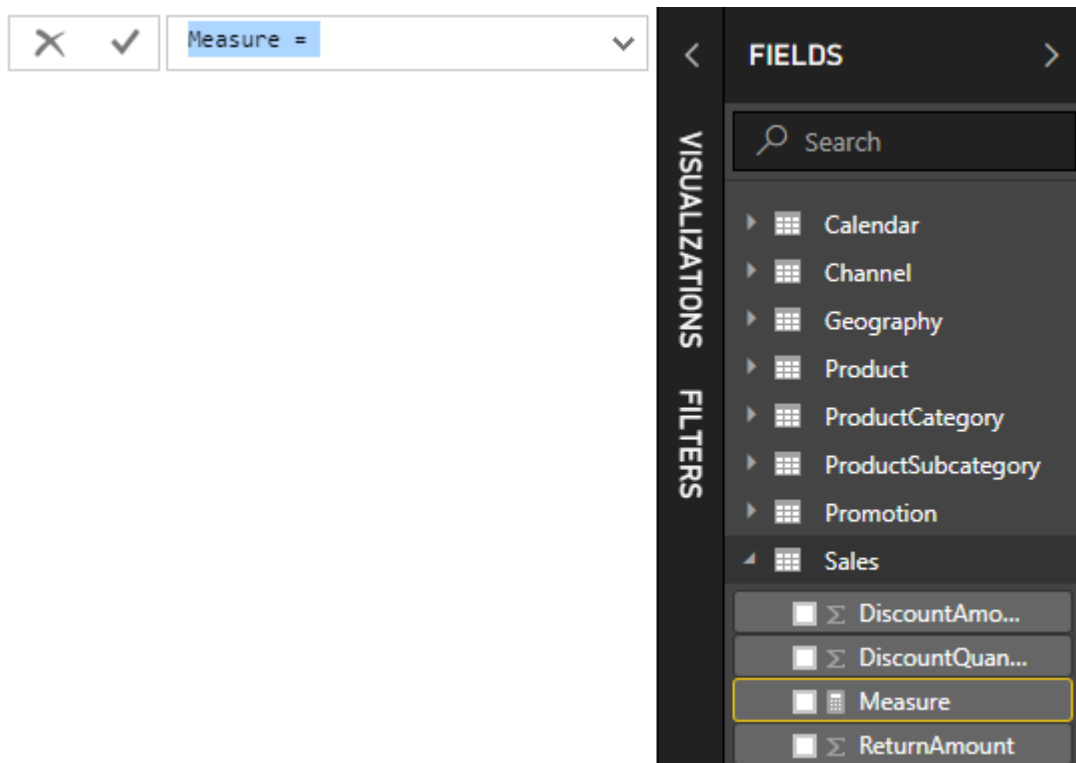 Measure =
FIELDS
VISUALIZATIONS
FILTERS
Search
Calendar
Channel
Geography
Product
ProductCategory
ProductSubcategory
Promotion
Sales
DiscountAmo...
DiscountQuan...
Measure
ReturnAmount